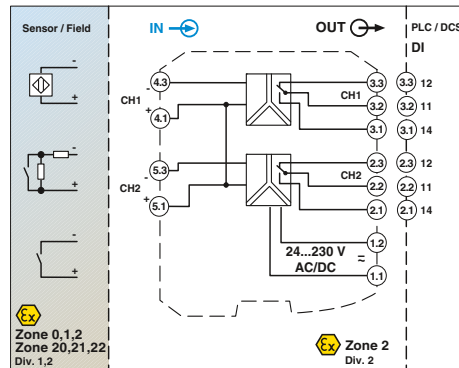 Sensor / Field
IN
OUT
PLC / DCS
DI
-
+
-
+
-
+
4.3
-
CH1
+
4.1
5.3
-
CH2
+
5.1
3.3
CH1
3.2
3.1
2.3
CH2
2.2
2.1
1.2
24...230 V
AC/DC
=
~
1.1
3.3 12
3.2 11
3.1 14
2.3 12
2.2 11
2.1 14
Ex
Zone 0,1,2
Zone 20,21,22
Div. 1,2
Ex
Zone 2
Div. 2